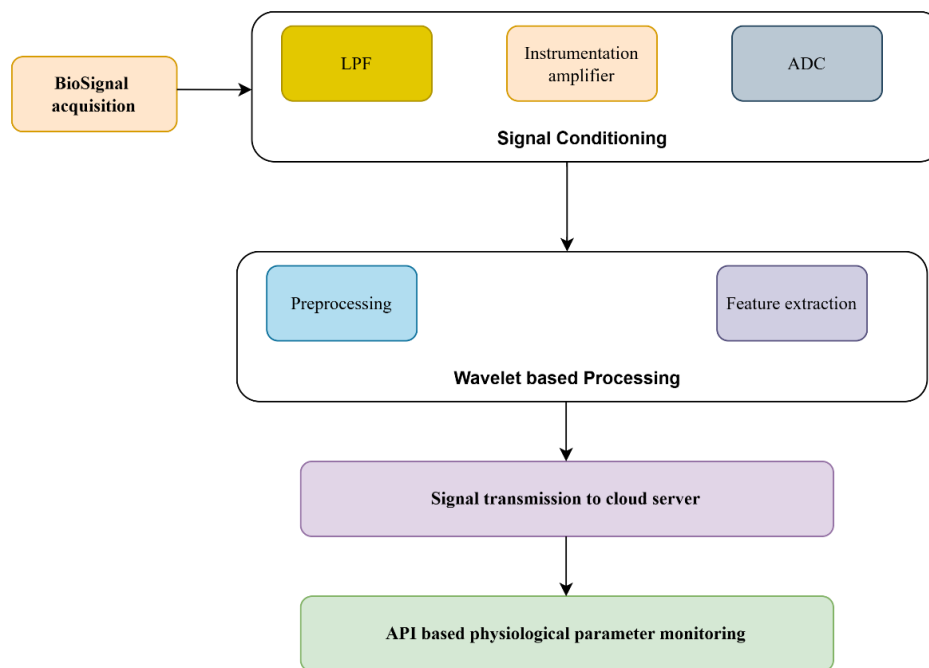 BioSignal
acquisition
LPF
Instrumentation
amplifier
ADC
Signal Conditioning
Preprocessing
Feature extraction
Wavelet based Processing
Signal transmission to cloud server
API based physiological parameter monitoring